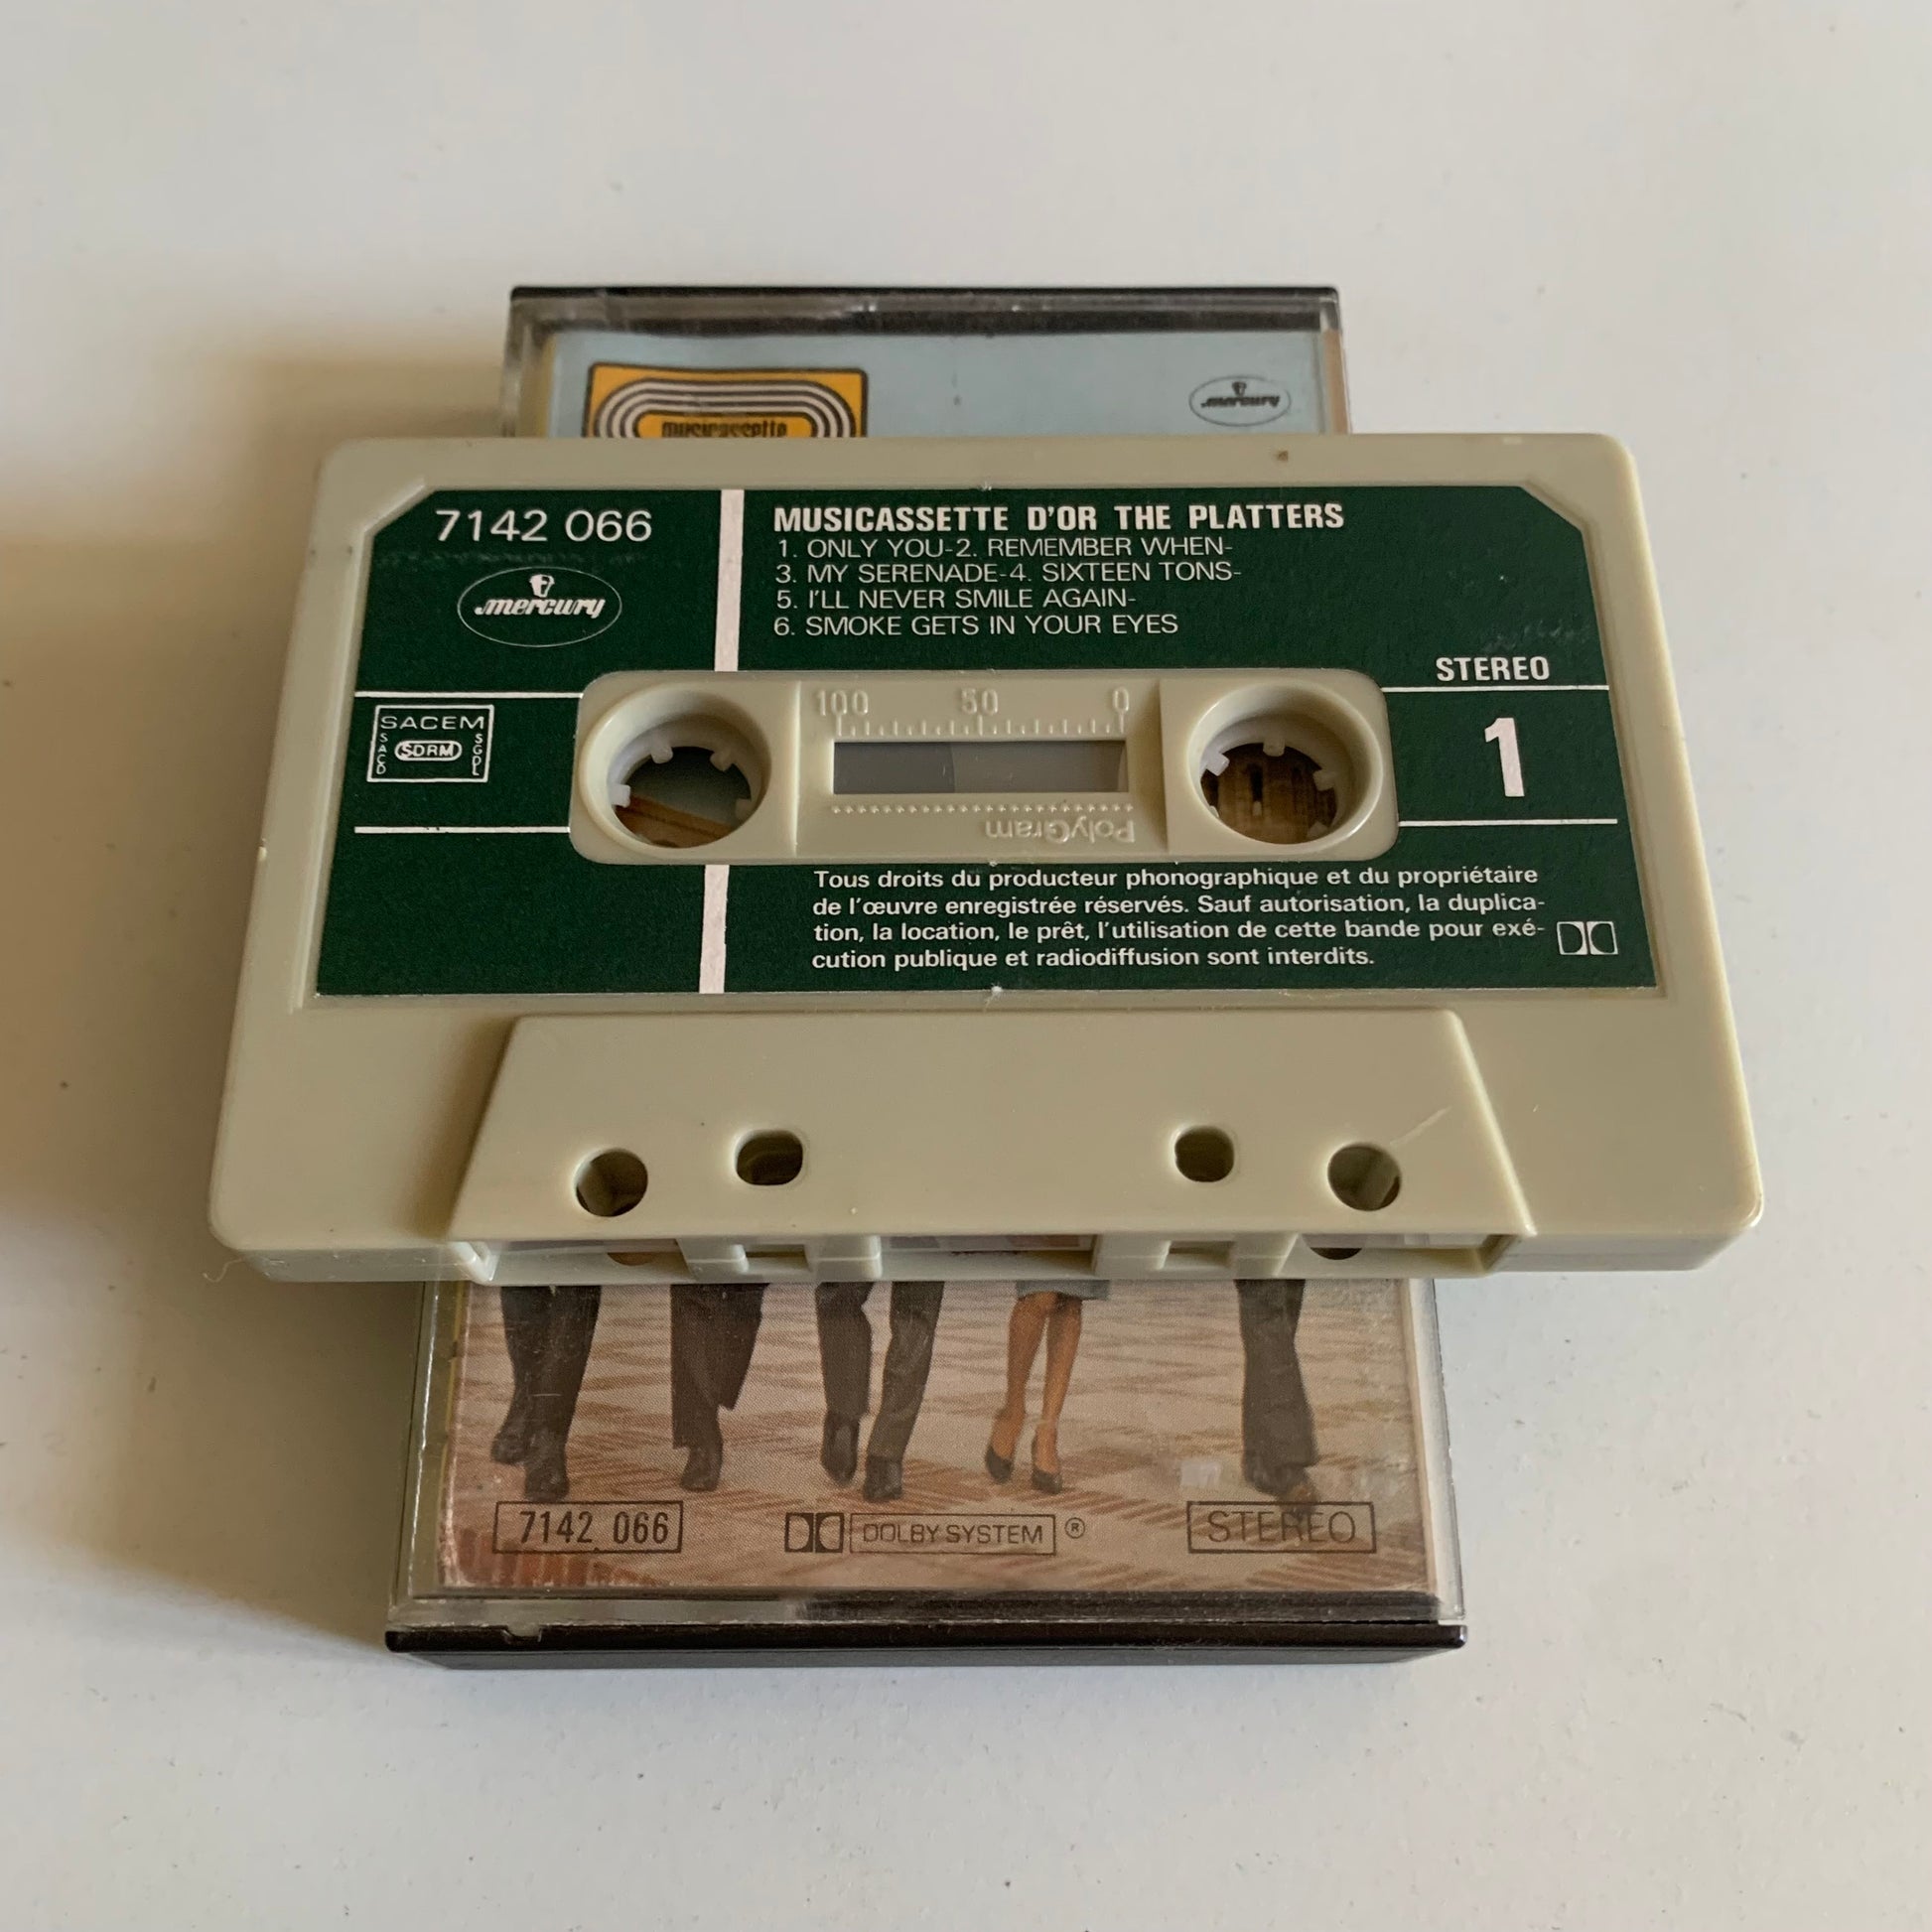 musicassette
mercury
7142 066
mercury
MUSICASSETTE D'OR THE PLATTERS
1. ONLY YOU-2. REMEMBER WHEN-
3. MY SERENADE-4. SIXTEEN TONS-
5. I'LL NEVER SMILE AGAIN-
6. SMOKE GETS IN YOUR EYES
STEREO
SACEM
SACD
SDRM
SGDL
100 50 0
1
PolyGram
Tous droits du producteur phonographique et du propriétaire
de l'œuvre enregistrée réservés. Sauf autorisation, la duplica-
tion, la location, le prêt, l'utilisation de cette bande pour exé-
cution publique et radiodiffusion sont interdits.
7142 066
DOLBY SYSTEM ®
STEREO